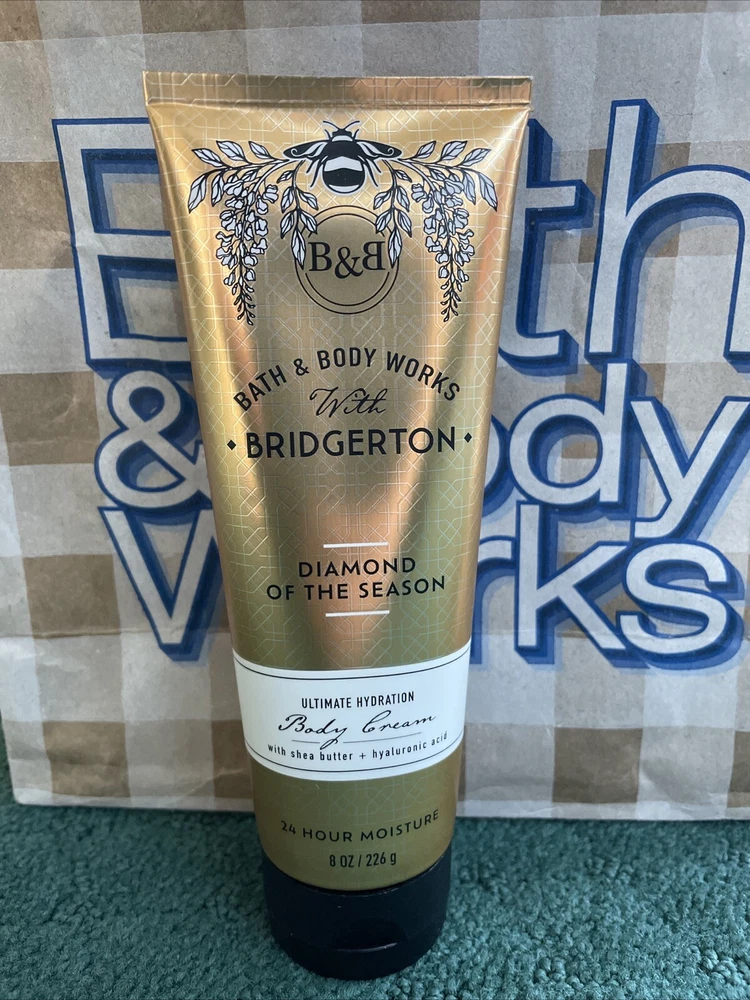 B&B
BATH & BODY WORKS
With
• BRIDGERTON •
DIAMOND
OF THE SEASON
ULTIMATE HYDRATION
Body Cream
with shea butter + hyaluronic acid
24 HOUR MOISTURE
8 OZ / 226 g
th
& ody
W rks